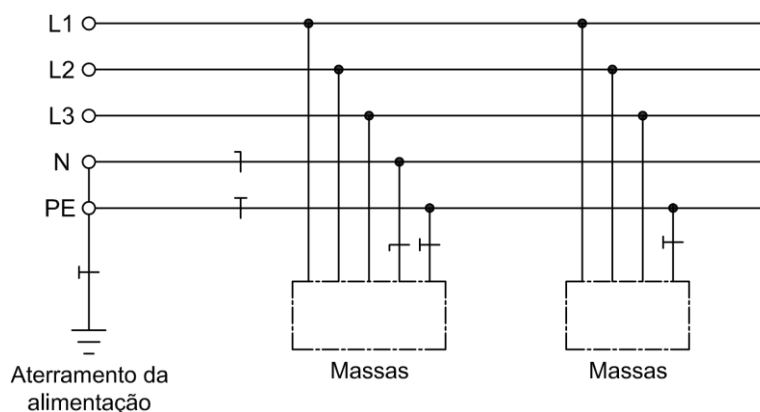 L1
L2
L3
N
PE
Aterramento da
alimentação
Massas
Massas